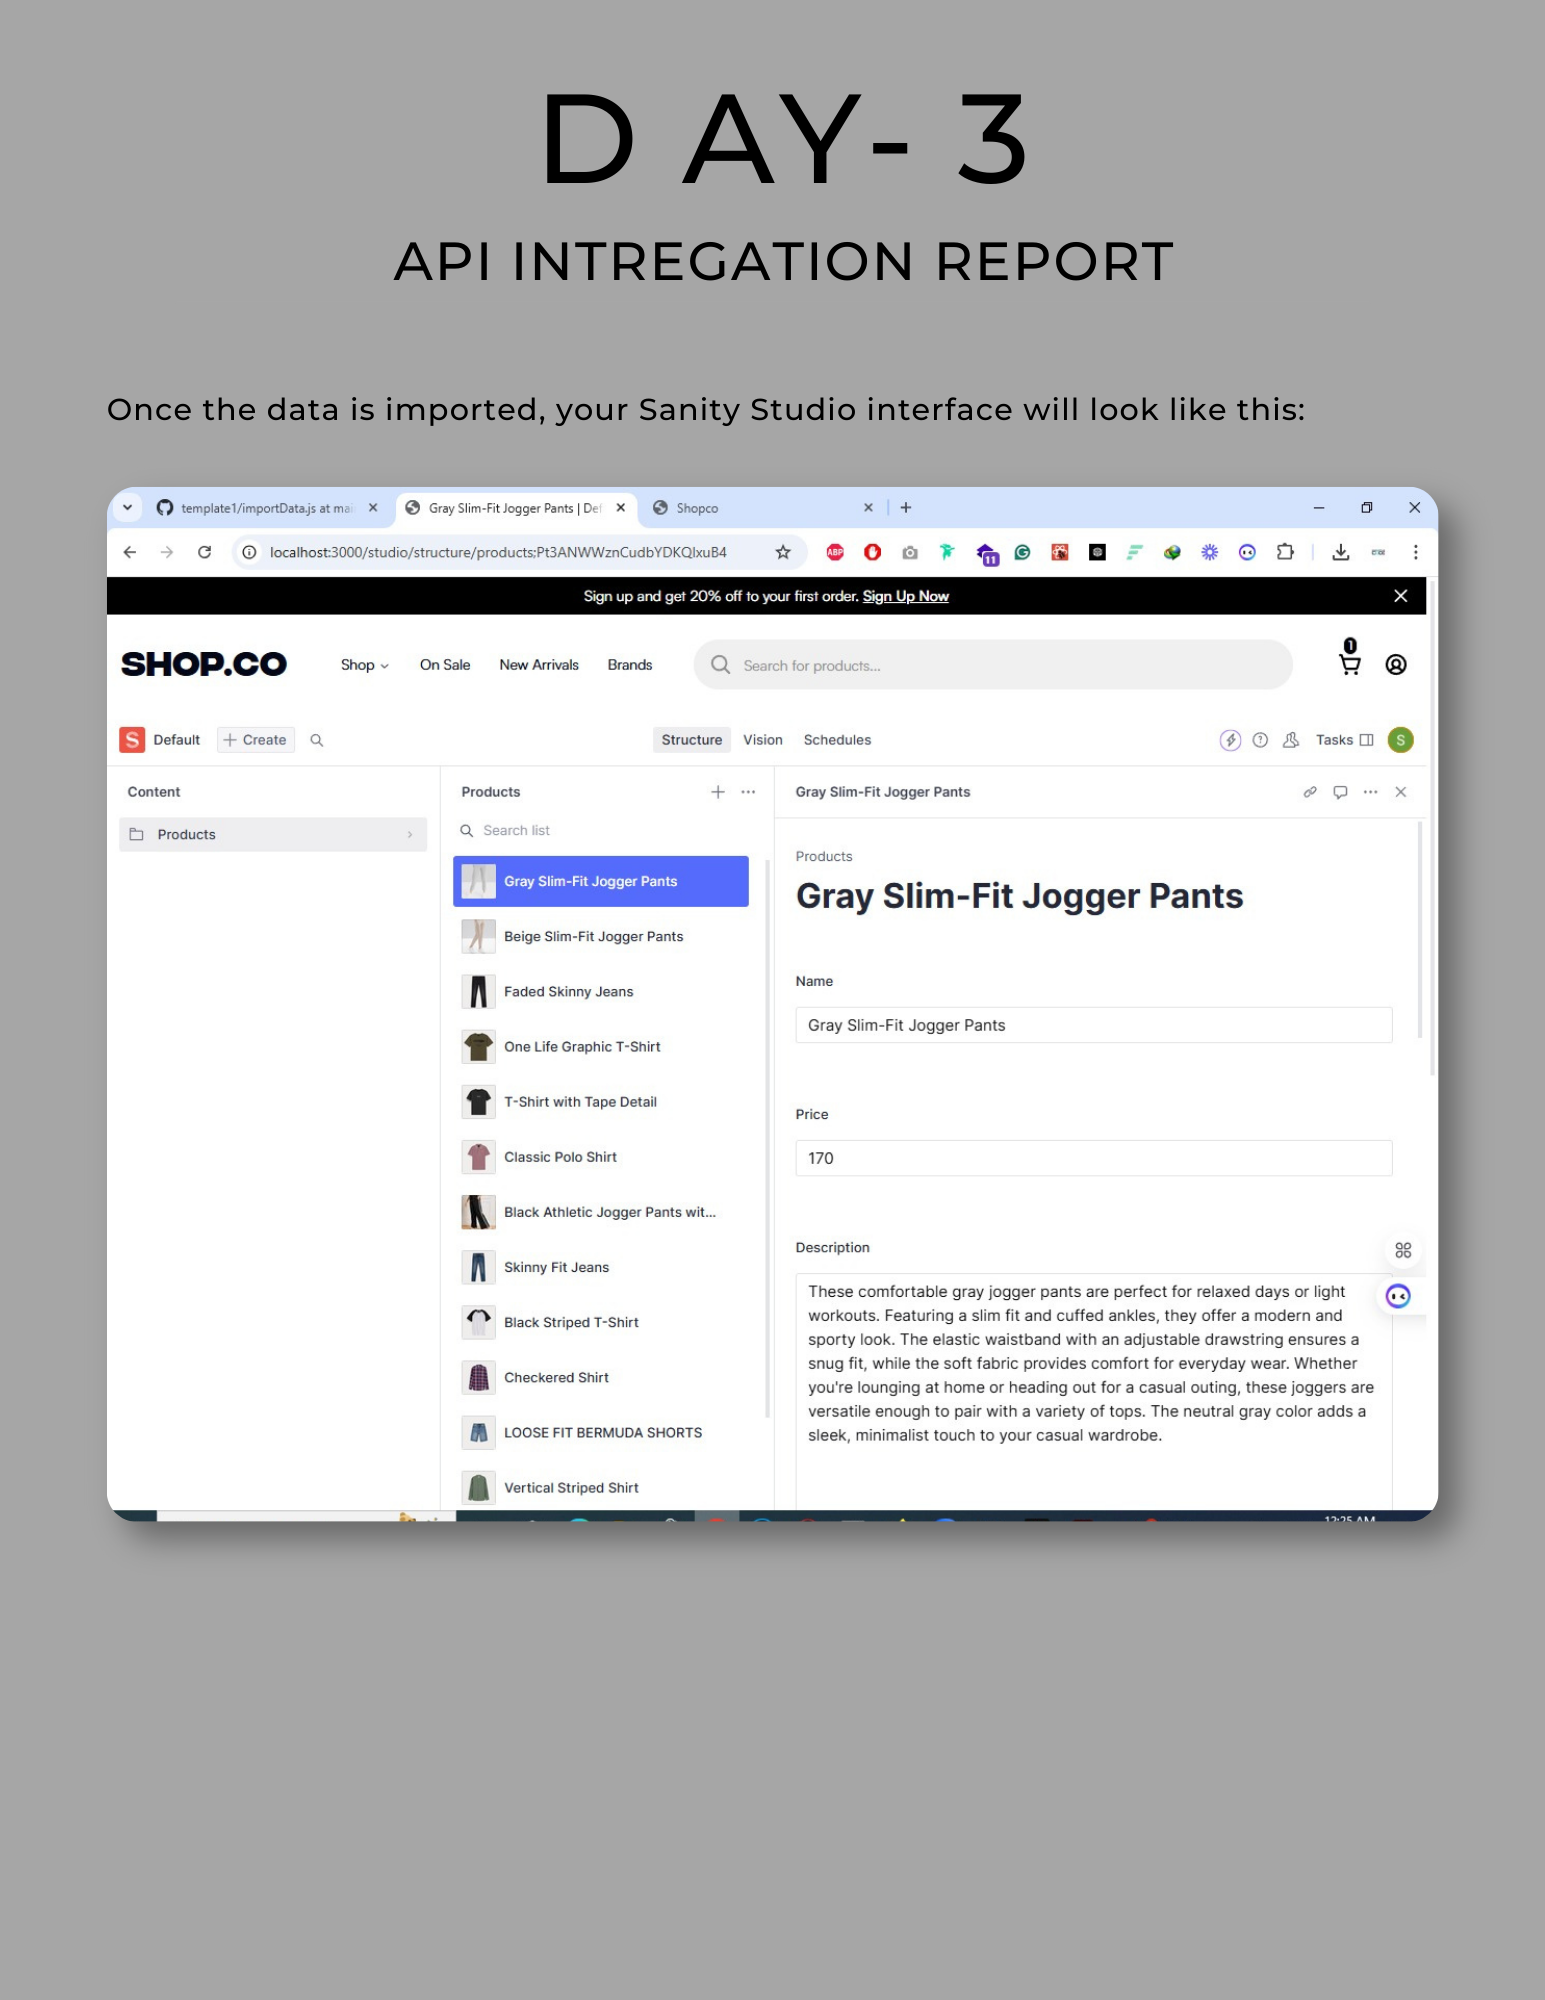 D AY- 3
API INTREGATION REPORT
Once the data is imported, your Sanity Studio interface will look like this:
template1/importData.js at mai
Gray Slim-Fit Jogger Pants | Def
Shopco
localhost:3000/studio/structure/products;Pt3ANWWznCudbYDKQlxuB4
ABP
11
Sign up and get 20% off to your first order. Sign Up Now
SHOP.CO
Shop
On Sale
New Arrivals
Brands
Search for products...
1
S
Default
Create
Structure
Vision
Schedules
Tasks
S
Content
Products
Products
Search list
Gray Slim-Fit Jogger Pants
Beige Slim-Fit Jogger Pants
Faded Skinny Jeans
One Life Graphic T-Shirt
T-Shirt with Tape Detail
Classic Polo Shirt
Black Athletic Jogger Pants wit...
Skinny Fit Jeans
Black Striped T-Shirt
Checkered Shirt
LOOSE FIT BERMUDA SHORTS
Vertical Striped Shirt
Gray Slim-Fit Jogger Pants
Products
Gray Slim-Fit Jogger Pants
Name
Gray Slim-Fit Jogger Pants
Price
170
Description
These comfortable gray jogger pants are perfect for relaxed days or light
workouts. Featuring a slim fit and cuffed ankles, they offer a modern and
sporty look. The elastic waistband with an adjustable drawstring ensures a
snug fit, while the soft fabric provides comfort for everyday wear. Whether
you're lounging at home or heading out for a casual outing, these joggers are
versatile enough to pair with a variety of tops. The neutral gray color adds a
sleek, minimalist touch to your casual wardrobe.
12:25 AM